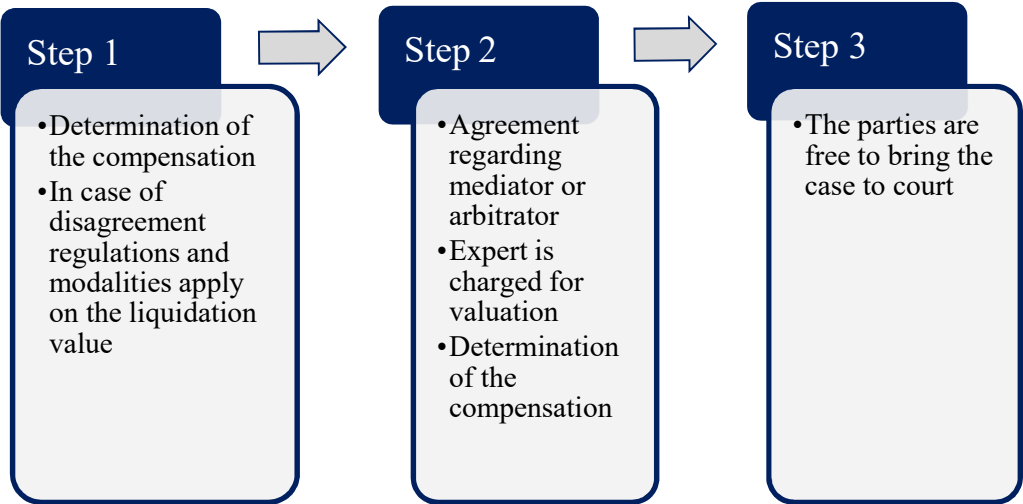 Step 1
•Determination of
the compensation
•In case of
disagreement
regulations and
modalities apply
on the liquidation
value
Step 2
•Agreement
regarding
mediator or
arbitrator
•Expert is
charged for
valuation
•Determination
of the
compensation
Step 3
•The parties are
free to bring the
case to court